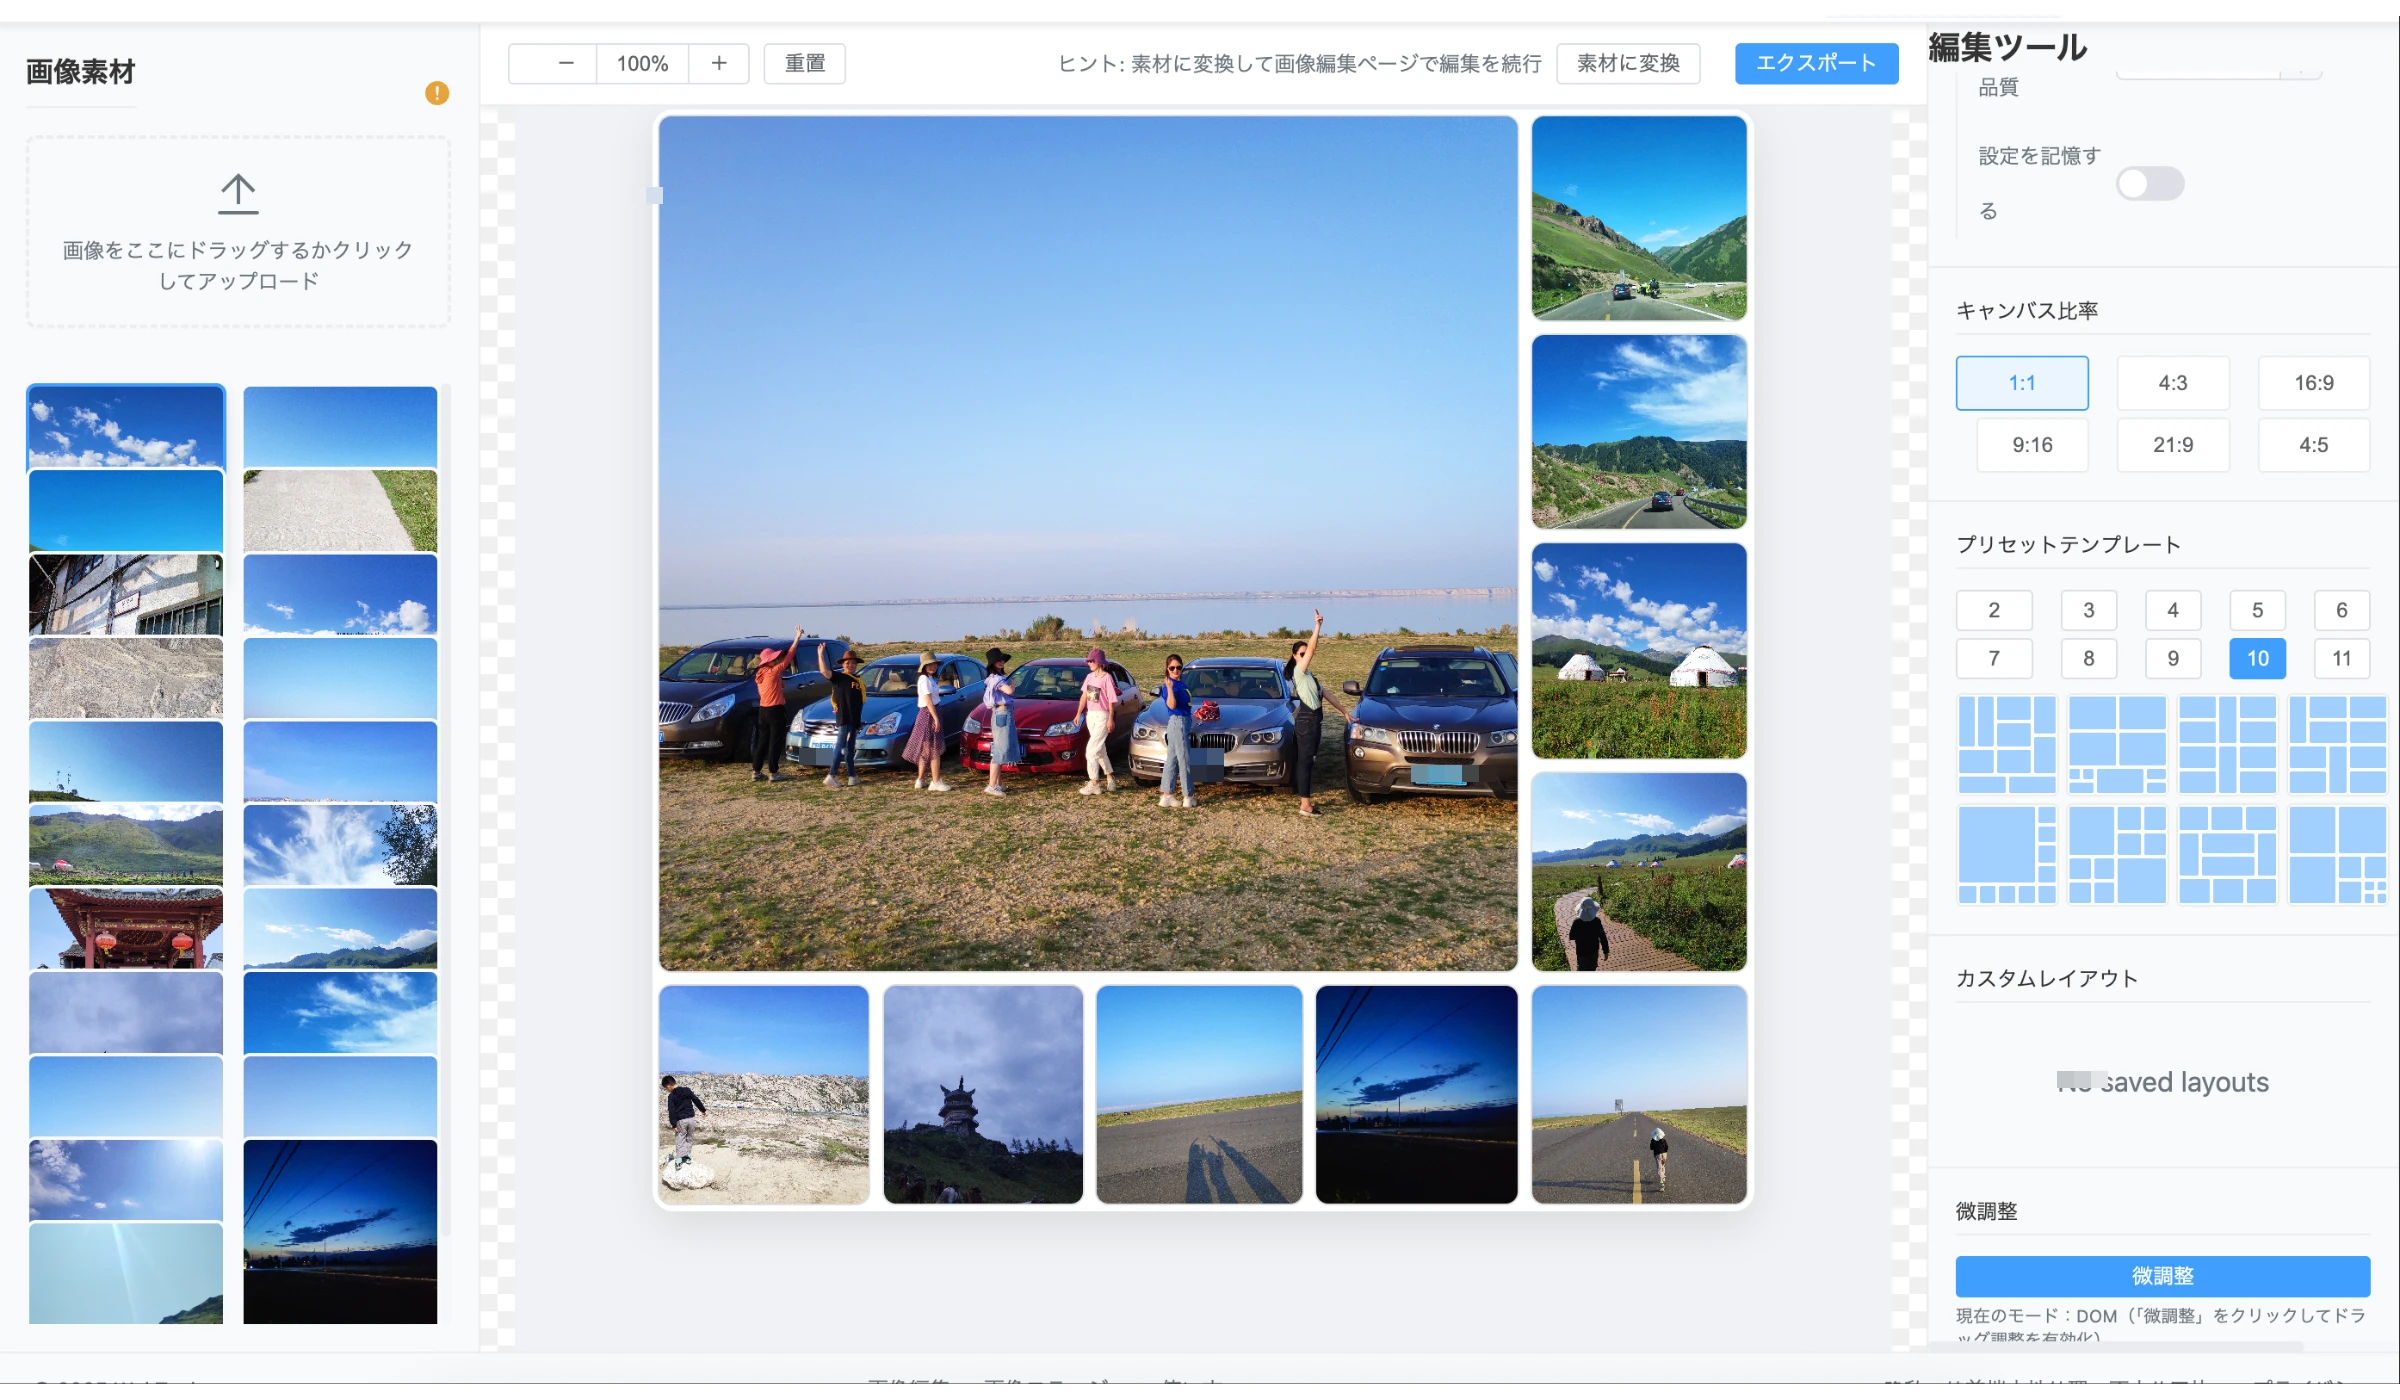 画像素材
画像をここにドラッグするかクリック
してアップロード
100%
重置
ヒント: 素材に変換して画像編集ページで編集を続行
素材に変換
エクスポート
編集ツール
品質
設定を記憶す
る
キャンバス比率
1:1
4:3
16:9
9:16
21:9
4:5
プリセットテンプレート
2
3
4
5
6
7
8
9
10
11
カスタムレイアウト
saved layouts
微調整
微調整
現在のモード：DOM（「微調整」をクリックしてドラ
ッグ調整を有効化）